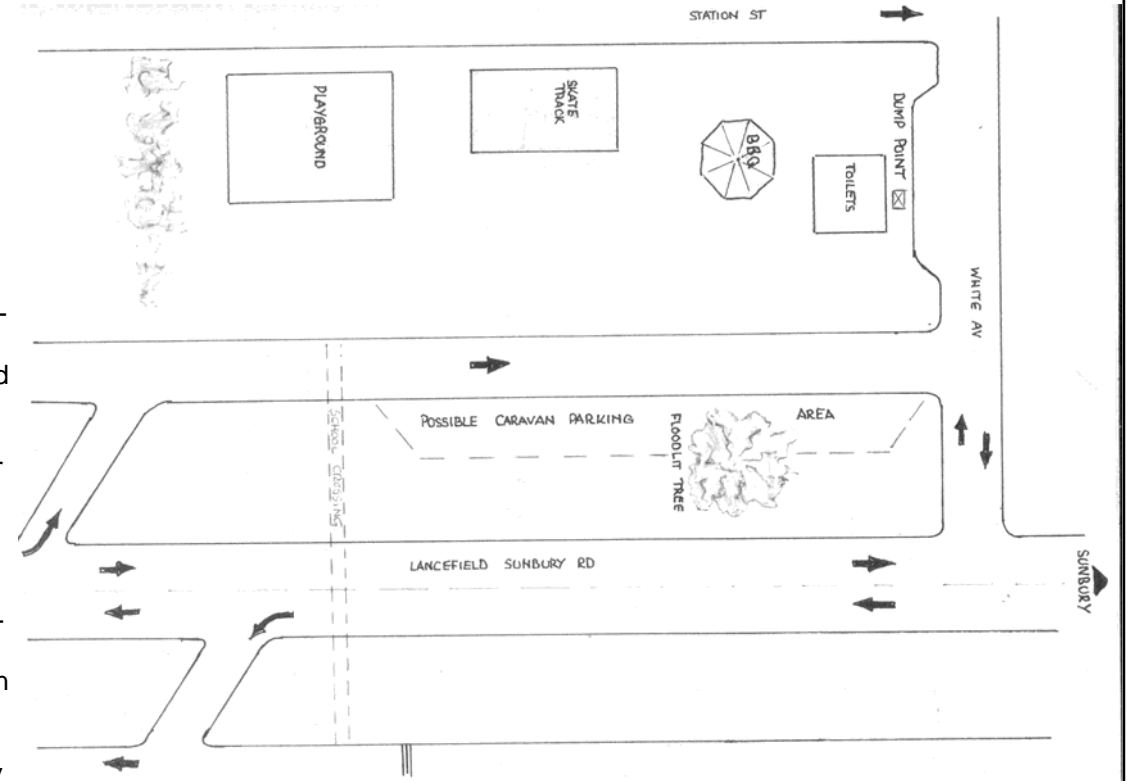 STATION ST
PLAYGROUND
SKATE
TRACK
BBQ
DUMP POINT
TOILETS
WHITE AV
POSSIBLE CARAVAN PARKING AREA
FLOODLIT TREE
SCHOOL CROSSING
LANCEFIELD SUNBURY RD
SUNBURY